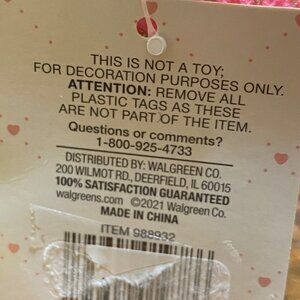 THIS IS NOT A TOY;
FOR DECORATION PURPOSES ONLY.
ATTENTION: REMOVE ALL
PLASTIC TAGS AS THESE
ARE NOT PART OF THE ITEM.
Questions or comments?
1-800-925-4733
DISTRIBUTED BY: WALGREEN CO.
200 WILMOT RD., DEERFIELD, IL 60015
100% SATISFACTION GUARANTEED
walgreens.com ©2021 Walgreen Co.
MADE IN CHINA
ITEM 988932